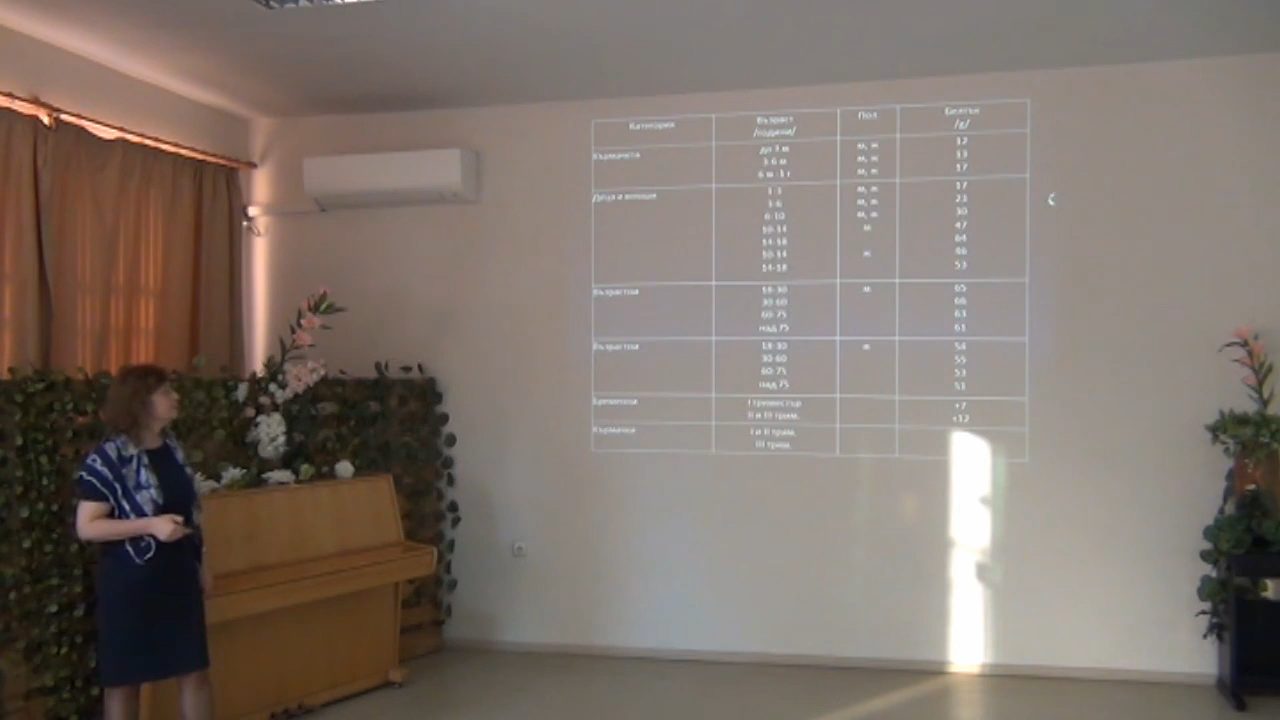 Категория Възраст /години/ Пол Белтък /г/
Кърмачета до 3 м м, ж 12
3-6 м м, ж 13
6 м -1 г м, ж 17
Деца и юноши 1-3 м, ж 17
3-6 м, ж 23
6-10 м, ж 30
10-14 м 47
14-18 64
10-14 ж 46
14-18 53
Възрастни 18-30 м 65
30-60 66
60-75 63
над 75 61
Възрастни 18-30 ж 54
30-60 55
60-75 53
над 75 51
Бременни I триместър +7
II и III трим. +12
Кърмачки I и II трим.
III трим.